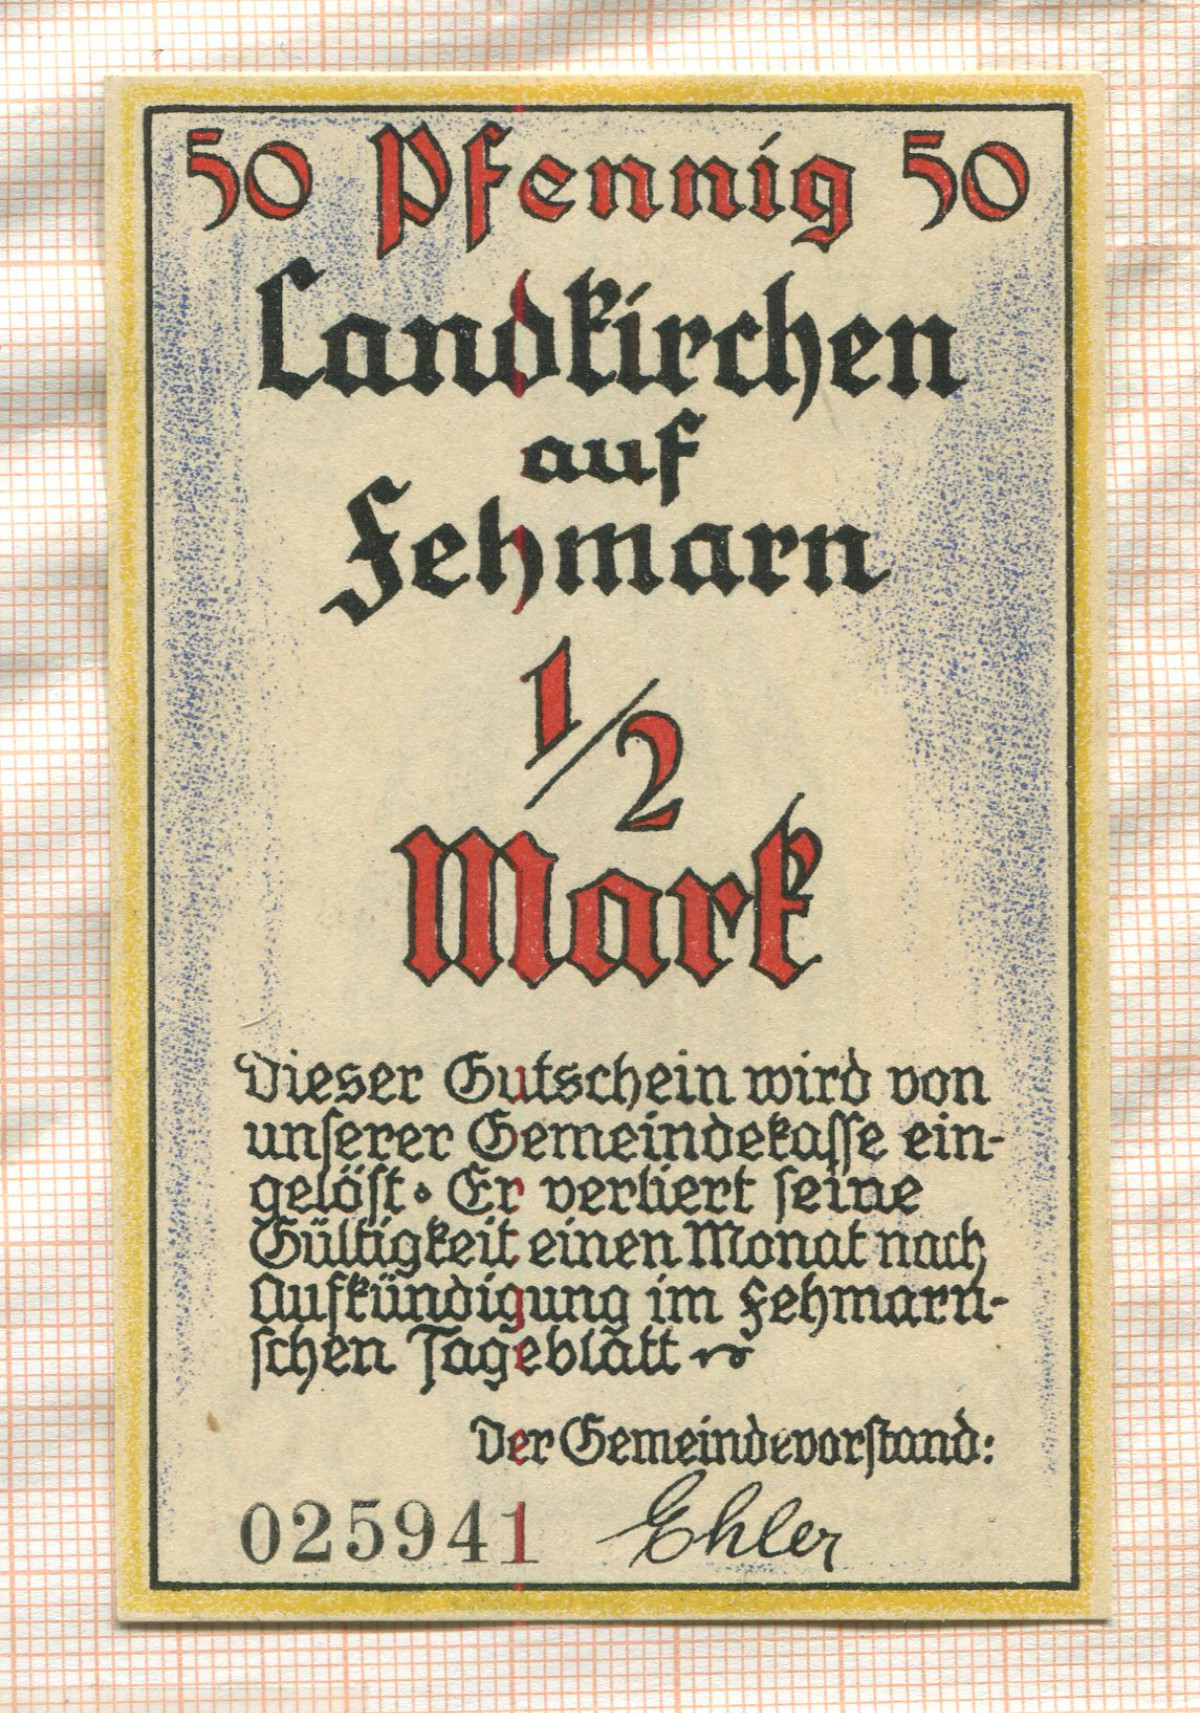 50 Pfennig 50
Landkirchen
auf
Fehmarn
1/2
Mark
Dieser Gutschein wird von
unſerer Gemeindekaſſe ein-
gelöſt. Er verliert ſeine
Gültigkeit einen Monat nach
Aufkündigung im Fehmarn-
ſchen Tageblatt
Der Gemeindevorſtand:
025941 Ehler